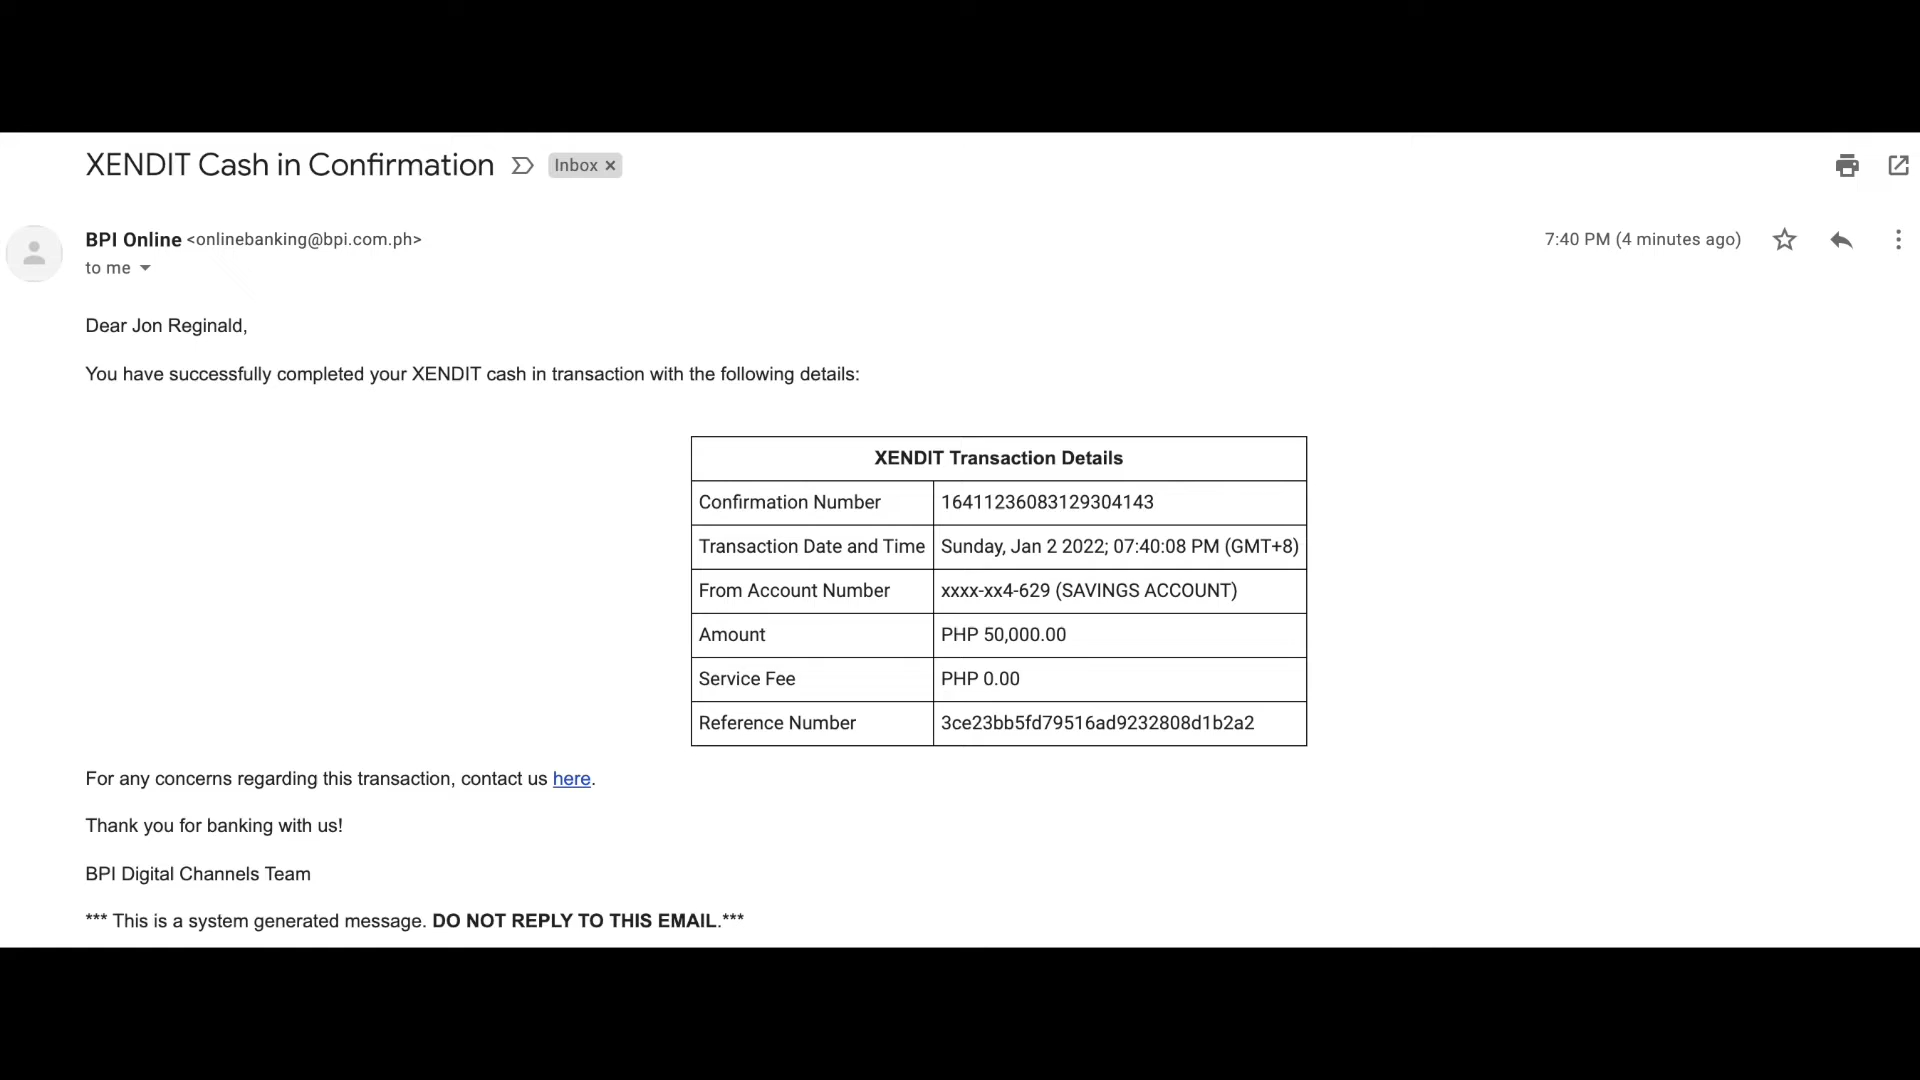 XENDIT Cash in Confirmation Inbox ×
BPI Online <onlinebanking@bpi.com.ph> 7:40 PM (4 minutes ago)
to me
Dear Jon Reginald,
You have successfully completed your XENDIT cash in transaction with the following details:
XENDIT Transaction Details
Confirmation Number 16411236083129304143
Transaction Date and Time Sunday, Jan 2 2022; 07:40:08 PM (GMT+8)
From Account Number xxxx-xx4-629 (SAVINGS ACCOUNT)
Amount PHP 50,000.00
Service Fee PHP 0.00
Reference Number 3ce23bb5fd79516ad9232808d1b2a2
For any concerns regarding this transaction, contact us here.
Thank you for banking with us!
BPI Digital Channels Team
*** This is a system generated message. DO NOT REPLY TO THIS EMAIL.***